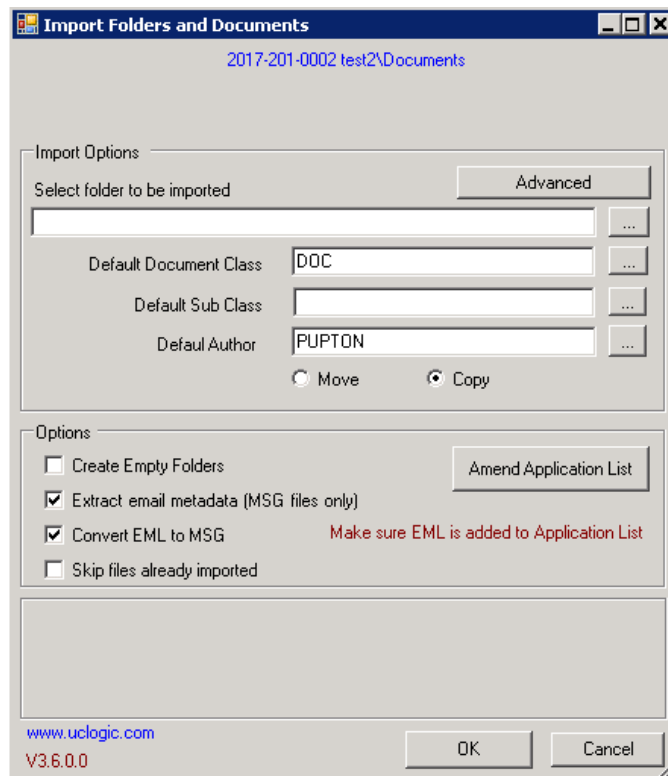 Import Folders and Documents
2017-201-0002 test2\Documents
Import Options
Advanced
Select folder to be imported
...
Default Document Class DOC ...
Default Sub Class ...
Defaul Author PUPTON ...
Move Copy
Options
Create Empty Folders
Amend Application List
Extract email metadata (MSG files only)
Convert EML to MSG Make sure EML is added to Application List
Skip files already imported
www.uclogic.com
V3.6.0.0
OK Cancel